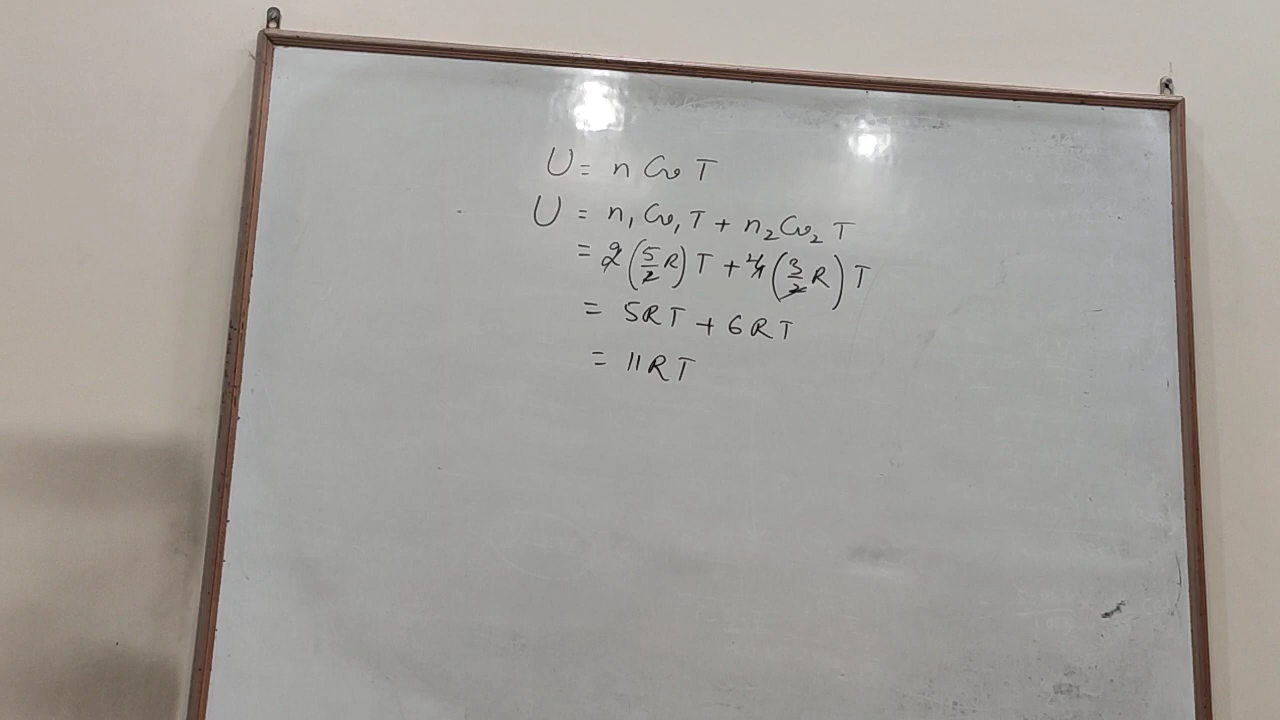 U = n Cv T
U = n₁ Cv₁ T + n₂ Cv₂ T
= 2 (5/2 R) T + 4 (3/2 R) T
= 5RT + 6RT
= 11RT